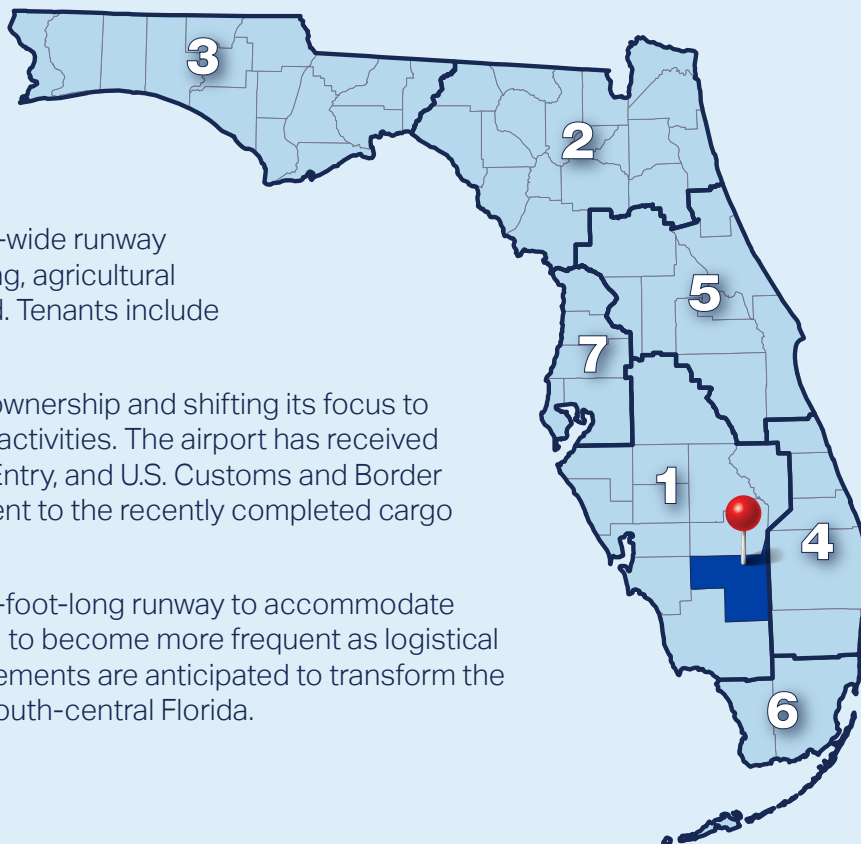 3
2
-wide runway
g, agricultural
. Tenants include
5
7
ownership and shifting its focus to
activities. The airport has received
Entry, and U.S. Customs and Border
ent to the recently completed cargo
1
4
-foot-long runway to accommodate
to become more frequent as logistical
ements are anticipated to transform the
outh-central Florida.
6